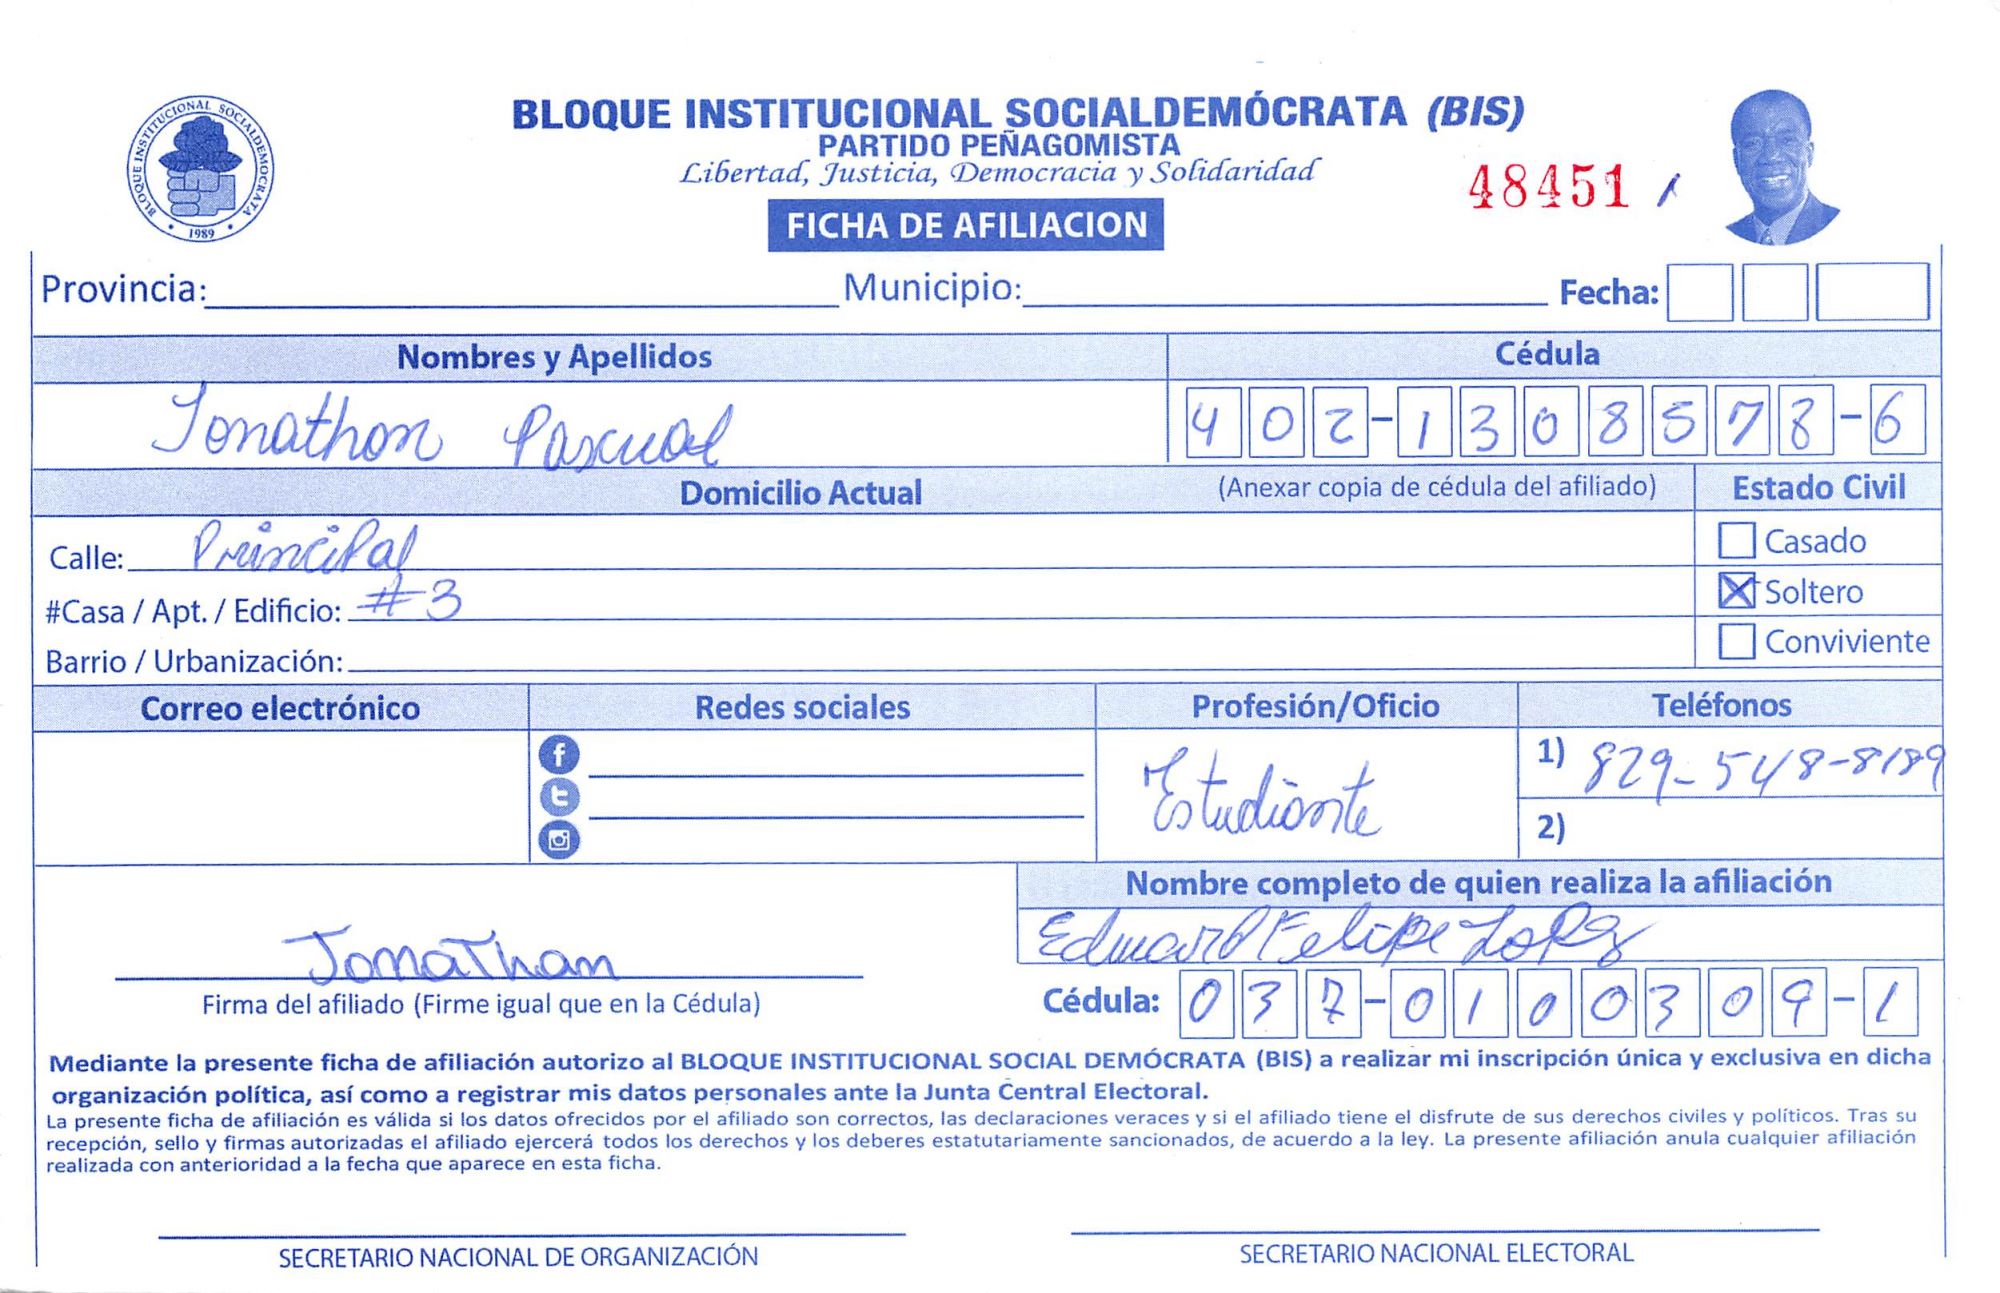 BLOQUE INSTITUCIONAL SOCIALDEMOCRATA
1989
BLOQUE INSTITUCIONAL SOCIALDEMÓCRATA (BIS)
PARTIDO PEÑAGOMISTA
Libertad, Justicia, Democracia y Solidaridad
48451
FICHA DE AFILIACION
Provincia: Municipio: Fecha:
Nombres y Apellidos Cédula
Jonathan Pascual 402-1308578-6
Domicilio Actual (Anexar copia de cédula del afiliado) Estado Civil
Calle: Principal Casado
#Casa / Apt. / Edificio: #3 Soltero
Barrio / Urbanización: Conviviente
Correo electrónico Redes sociales Profesión/Oficio Teléfonos
Estudiante 1) 829-548-8189
2)
Nombre completo de quien realiza la afiliación
Jonathan Eduard Felipe Lopez
Firma del afiliado (Firme igual que en la Cédula) Cédula: 037-0100309-1
Mediante la presente ficha de afiliación autorizo al BLOQUE INSTITUCIONAL SOCIAL DEMÓCRATA (BIS) a realizar mi inscripción única y exclusiva en dicha
organización política, así como a registrar mis datos personales ante la Junta Central Electoral.
La presente ficha de afiliación es válida si los datos ofrecidos por el afiliado son correctos, las declaraciones veraces y si el afiliado tiene el disfrute de sus derechos civiles y políticos. Tras su
recepción, sello y firmas autorizadas el afiliado ejercerá todos los derechos y los deberes estatutariamente sancionados, de acuerdo a la ley. La presente afiliación anula cualquier afiliación
realizada con anterioridad a la fecha que aparece en esta ficha.
SECRETARIO NACIONAL DE ORGANIZACIÓN SECRETARIO NACIONAL ELECTORAL